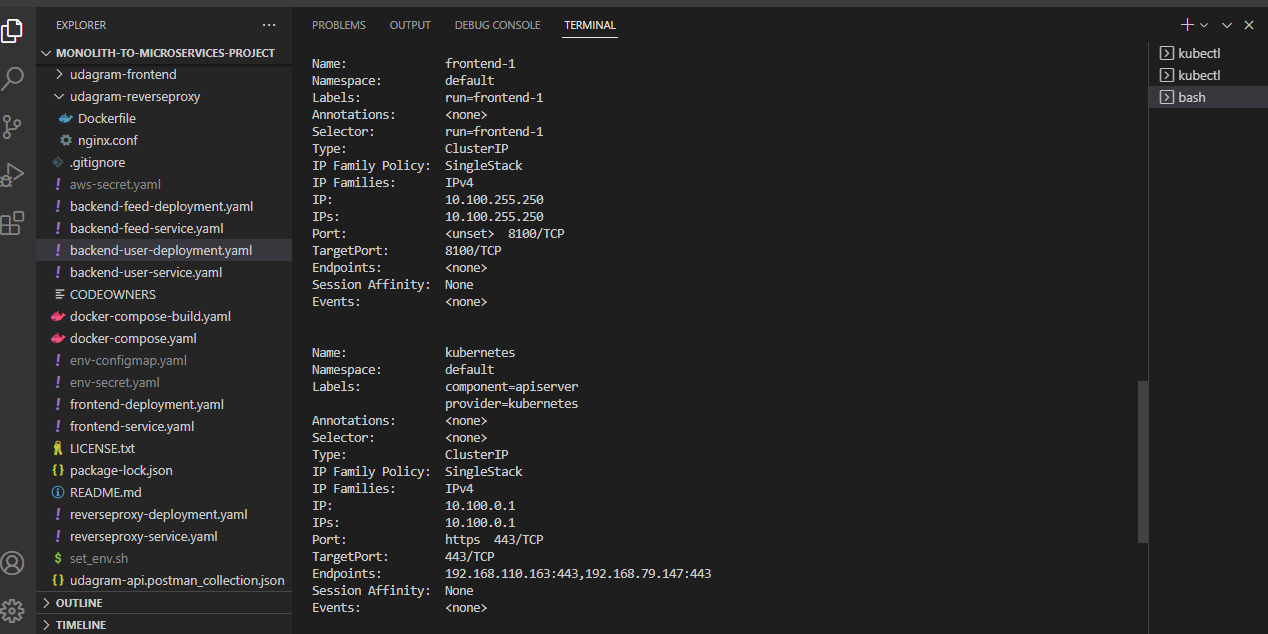 EXPLORER
MONOLITH-TO-MICROSERVICES-PROJECT
udagram-frontend
udagram-reverseproxy
Dockerfile
nginx.conf
.gitignore
aws-secret.yaml
backend-feed-deployment.yaml
backend-feed-service.yaml
backend-user-deployment.yaml
backend-user-service.yaml
CODEOWNERS
docker-compose-build.yaml
docker-compose.yaml
env-configmap.yaml
env-secret.yaml
frontend-deployment.yaml
frontend-service.yaml
LICENSE.txt
package-lock.json
README.md
reverseproxy-deployment.yaml
reverseproxy-service.yaml
set_env.sh
udagram-api.postman_collection.json
OUTLINE
TIMELINE
PROBLEMS OUTPUT DEBUG CONSOLE TERMINAL
Name: frontend-1
Namespace: default
Labels: run=frontend-1
Annotations: <none>
Selector: run=frontend-1
Type: ClusterIP
IP Family Policy: SingleStack
IP Families: IPv4
IP: 10.100.255.250
IPs: 10.100.255.250
Port: <unset> 8100/TCP
TargetPort: 8100/TCP
Endpoints: <none>
Session Affinity: None
Events: <none>
Name: kubernetes
Namespace: default
Labels: component=apiserver
provider=kubernetes
Annotations: <none>
Selector: <none>
Type: ClusterIP
IP Family Policy: SingleStack
IP Families: IPv4
IP: 10.100.0.1
IPs: 10.100.0.1
Port: https 443/TCP
TargetPort: 443/TCP
Endpoints: 192.168.110.163:443,192.168.79.147:443
Session Affinity: None
Events: <none>
kubectl
kubectl
bash